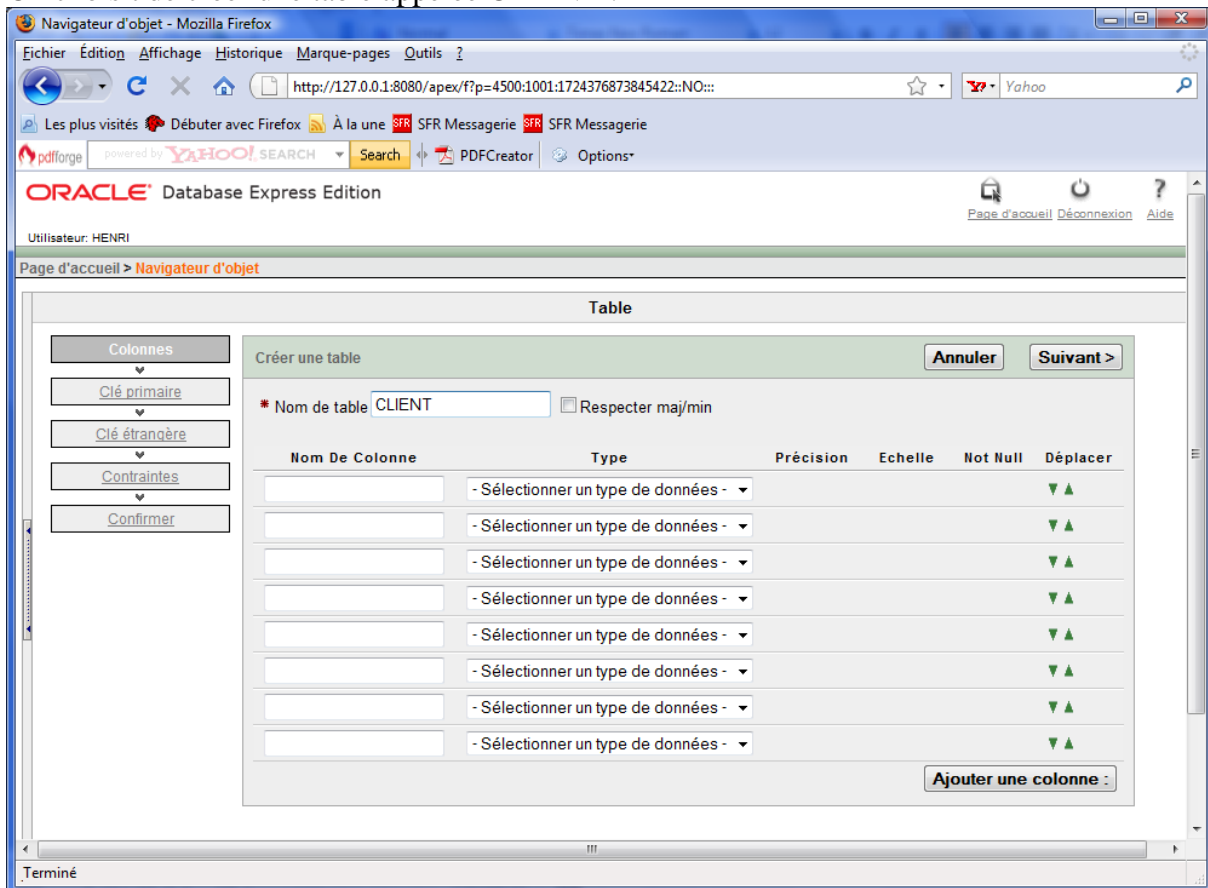 Navigateur d'objet - Mozilla Firefox
Fichier Édition Affichage Historique Marque-pages Outils ?
http://127.0.0.1:8080/apex/f?p=4500:1001:1724376873845422::NO:::
Yahoo
Les plus visités Débuter avec Firefox À la une SFR SFR Messagerie SFR SFR Messagerie
pdfforge powered by YAHOO! SEARCH Search PDFCreator Options
ORACLE Database Express Edition
Page d'accueil Déconnexion Aide
Utilisateur: HENRI
Page d'accueil > Navigateur d'objet
Table
Colonnes
Clé primaire
Clé étrangère
Contraintes
Confirmer
Créer une table Annuler Suivant >
* Nom de table CLIENT Respecter maj/min
Nom De Colonne Type Précision Echelle Not Null Déplacer
- Sélectionner un type de données -
- Sélectionner un type de données -
- Sélectionner un type de données -
- Sélectionner un type de données -
- Sélectionner un type de données -
- Sélectionner un type de données -
- Sélectionner un type de données -
- Sélectionner un type de données -
Ajouter une colonne :
Terminé